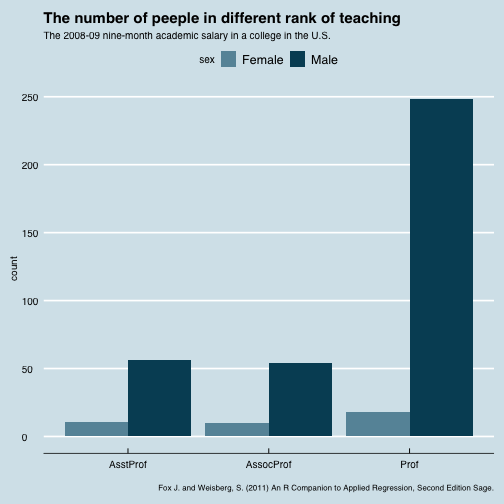 The number of peeple in different rank of teaching
The 2008-09 nine-month academic salary in a college in the U.S.
sex Female Male
250
200
150
100
50
0
count
AsstProf AssocProf Prof
Fox J. and Weisberg, S. (2011) An R Companion to Applied Regression, Second Edition Sage.